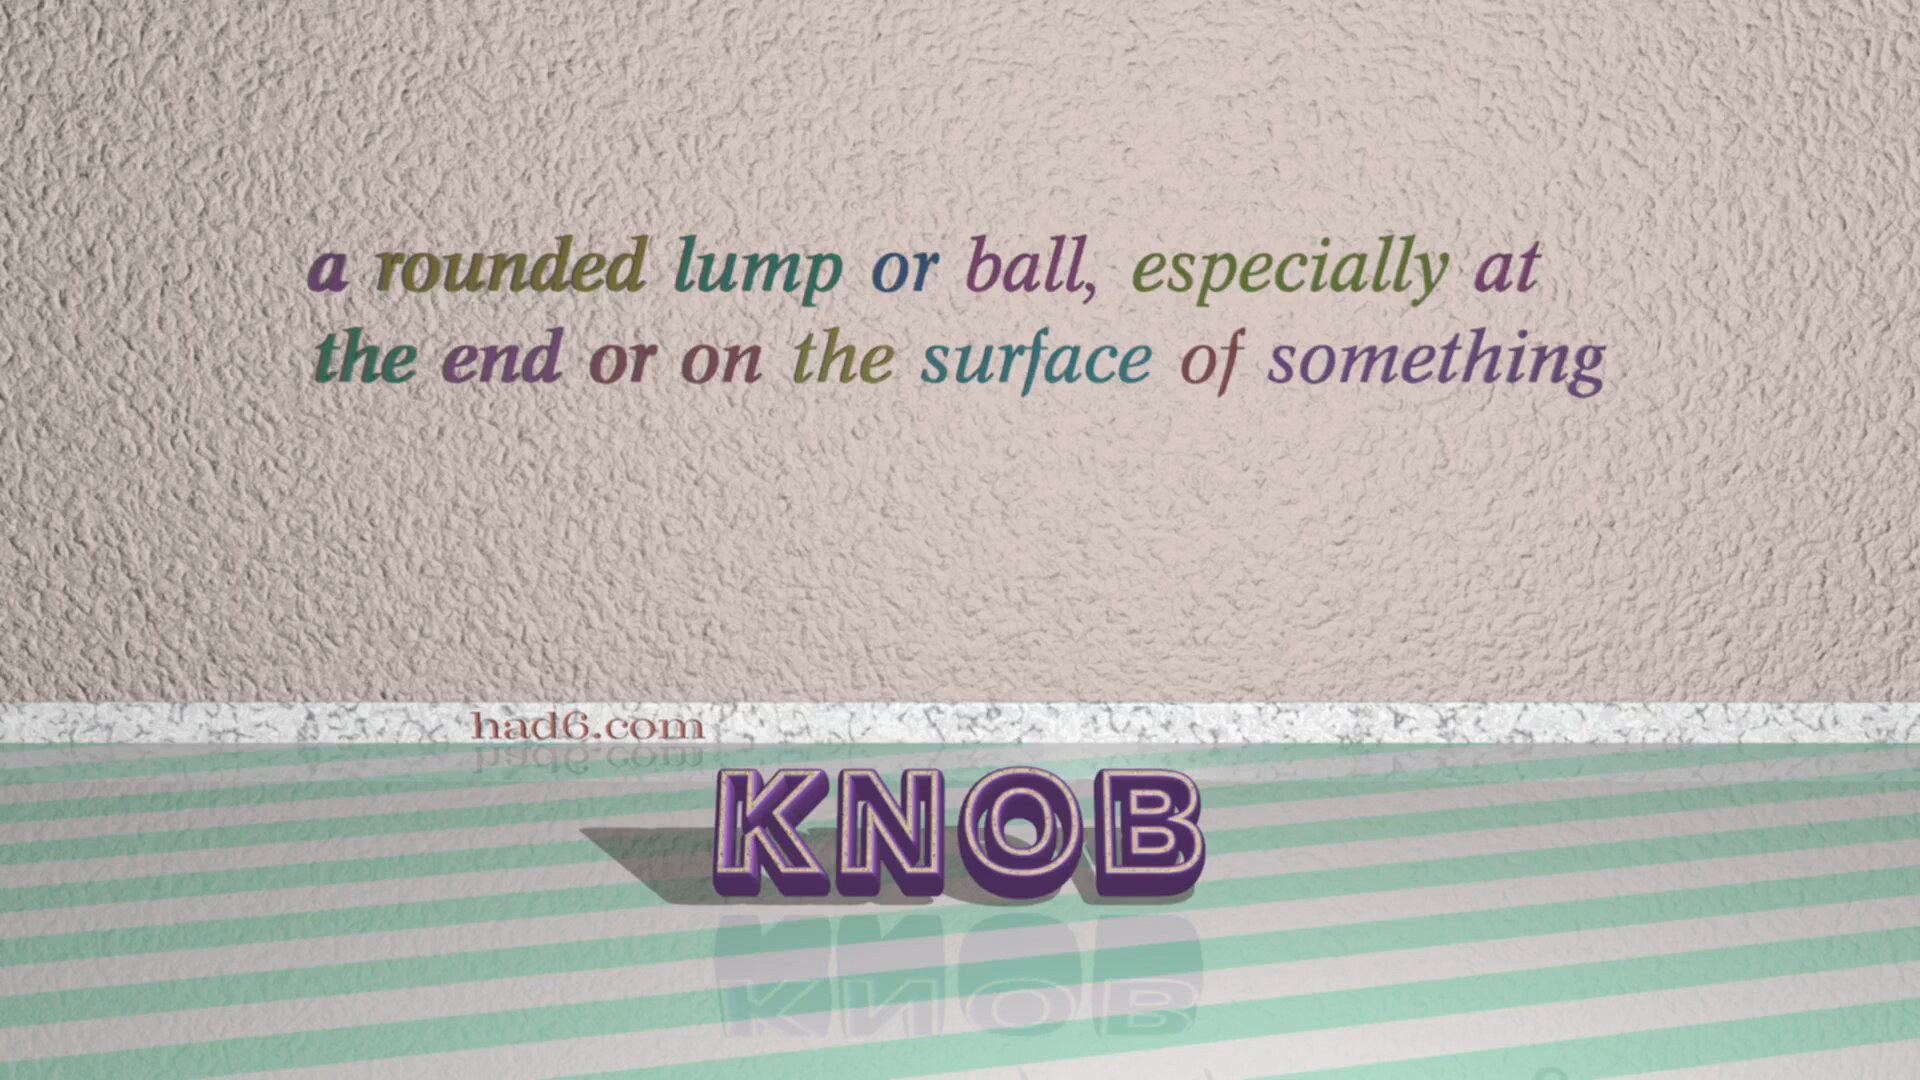 a rounded lump or ball, especially at
the end or on the surface of something
had6.com
KNOB